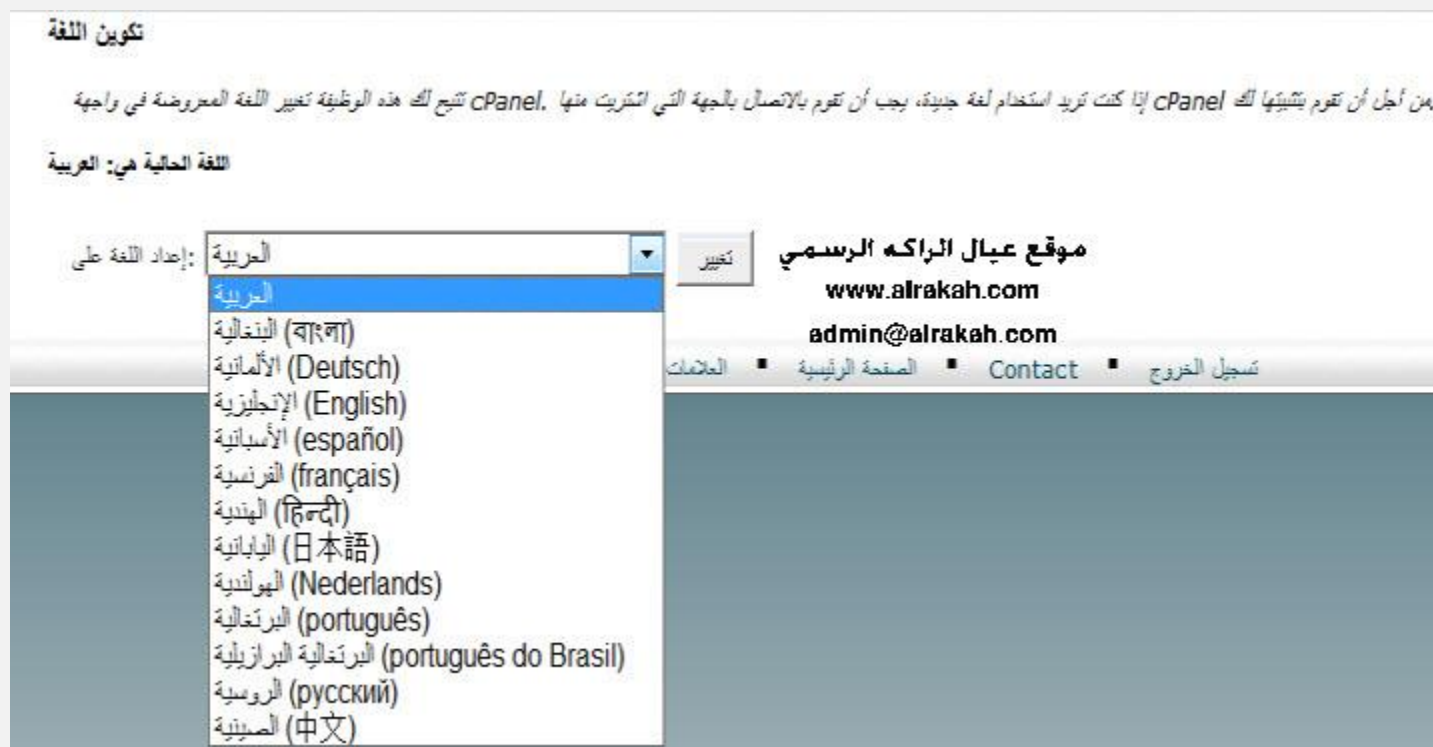 تكوين اللغة
تتيح لك هذه الوظيفة تغيير اللغة المعروضة في واجهة cPanel. إذا كنت تريد استخدام لغة جديدة، يجب أن تقوم بالاتصال بالجهة التي اشتريت منها cPanel من أجل أن تقوم بتثبيتها لك
اللغة الحالية هي: العربية
إعداد اللغة على: العربية تغيير
موقع عيال الراكه الرسمي
www.alrakah.com
admin@alrakah.com
العربية
البنغالية (বাংলা)
الألمانية (Deutsch)
الإنجليزية (English)
الأسبانية (español)
الفرنسية (français)
الهندية (हिन्दी)
اليابانية (日本語)
الهولندية (Nederlands)
البرتغالية (português)
البرتغالية البرازيلية (português do Brasil)
الروسية (русский)
الصينية (中文)
العلامات ▪ الصفحة الرئيسية ▪ Contact ▪ تسجيل الخروج